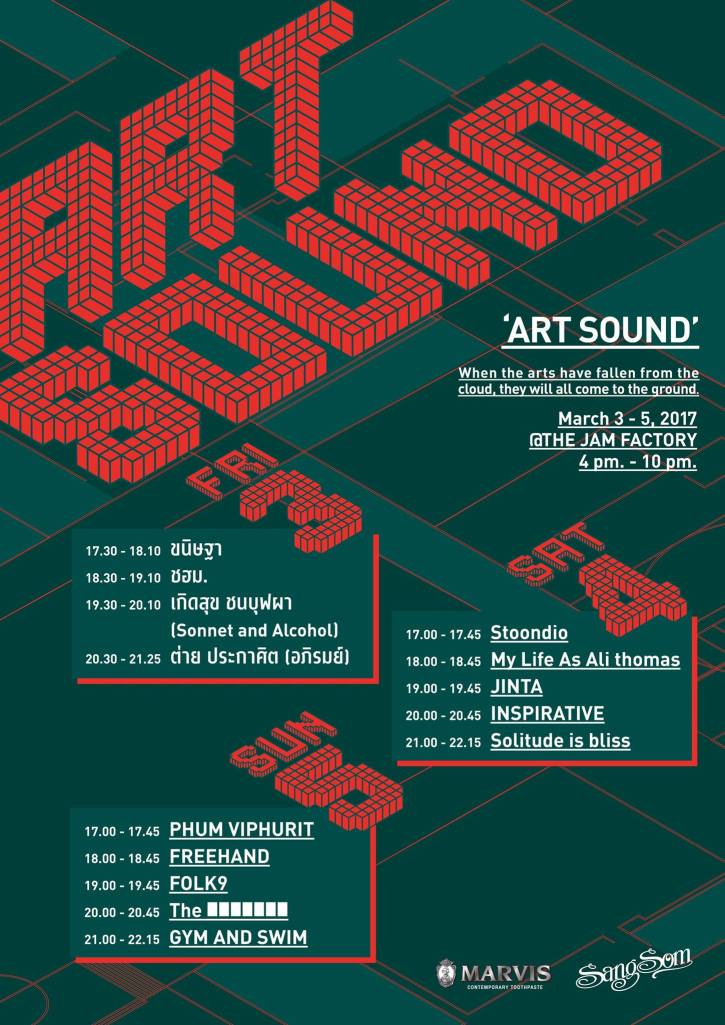 ART
SOUND
'ART SOUND'
When the arts have fallen from the
cloud, they will all come to the ground.
March 3 - 5, 2017
@THE JAM FACTORY
4 pm. - 10 pm.
FRI
3
17.30 - 18.10 ขนิษฐา
18.30 - 19.10 ชฮม.
19.30 - 20.10 เกิดสุข ชนบุฟผา
(Sonnet and Alcohol)
20.30 - 21.25 ต่าย ประกาศิต (อภิรมย์)
SAT
4
17.00 - 17.45 Stoondio
18.00 - 18.45 My Life As Ali thomas
19.00 - 19.45 JINTA
20.00 - 20.45 INSPIRATIVE
21.00 - 22.15 Solitude is bliss
SUN
5
17.00 - 17.45 PHUM VIPHURIT
18.00 - 18.45 FREEHAND
19.00 - 19.45 FOLK9
20.00 - 20.45 The ███████
21.00 - 22.15 GYM AND SWIM
MARVIS
CONTEMPORARY TOOTHPASTE
SangSom